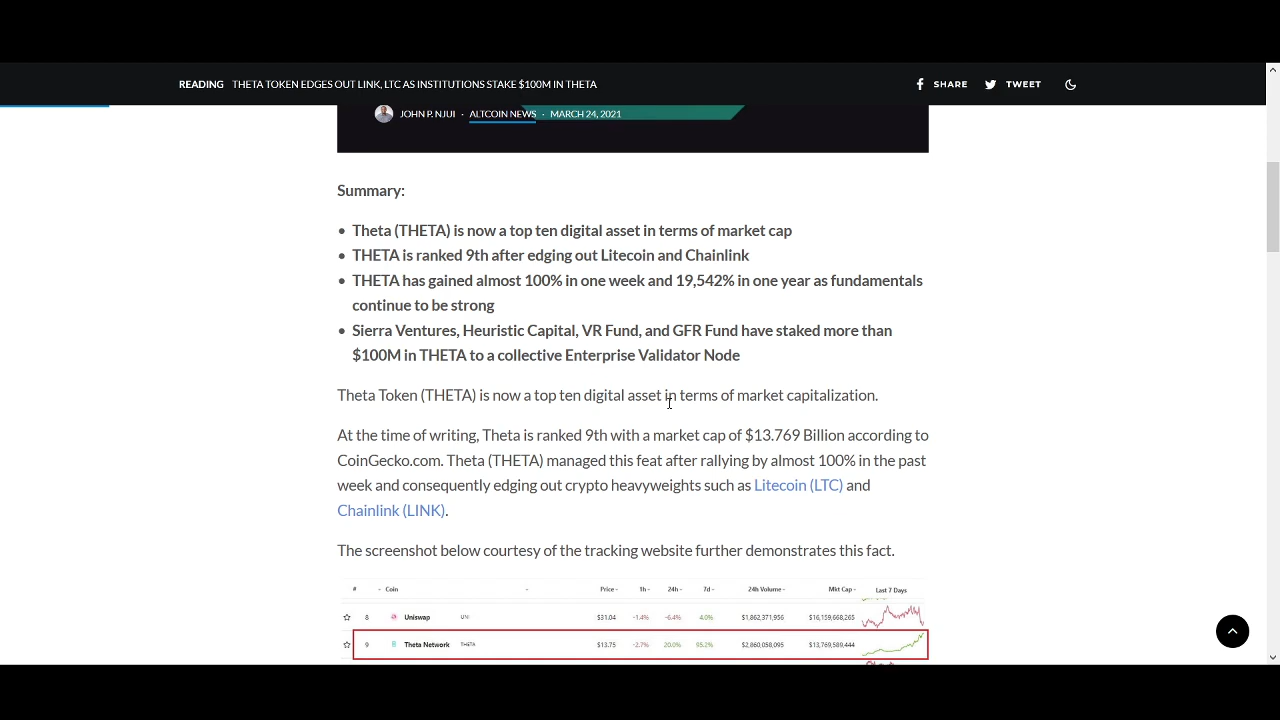 READING THETA TOKEN EDGES OUT LINK, LTC AS INSTITUTIONS STAKE $100M IN THETA SHARE TWEET
JOHN P. NJUI · ALTCOIN NEWS · MARCH 24, 2021
Summary:
• Theta (THETA) is now a top ten digital asset in terms of market cap
• THETA is ranked 9th after edging out Litecoin and Chainlink
• THETA has gained almost 100% in one week and 19,542% in one year as fundamentals
continue to be strong
• Sierra Ventures, Heuristic Capital, VR Fund, and GFR Fund have staked more than
$100M in THETA to a collective Enterprise Validator Node
Theta Token (THETA) is now a top ten digital asset in terms of market capitalization.
At the time of writing, Theta is ranked 9th with a market cap of $13.769 Billion according to
CoinGecko.com. Theta (THETA) managed this feat after rallying by almost 100% in the past
week and consequently edging out crypto heavyweights such as Litecoin (LTC) and
Chainlink (LINK).
The screenshot below courtesy of the tracking website further demonstrates this fact.
# Coin Price 1h 24h 7d 24h Volume Mkt Cap Last 7 Days
8 Uniswap UNI $31.04 -1.4% -6.4% 4.0% $1,862,371,956 $16,159,668,265
9 Theta Network THETA $13.75 -2.7% 20.0% 95.2% $2,860,058,095 $13,769,589,444